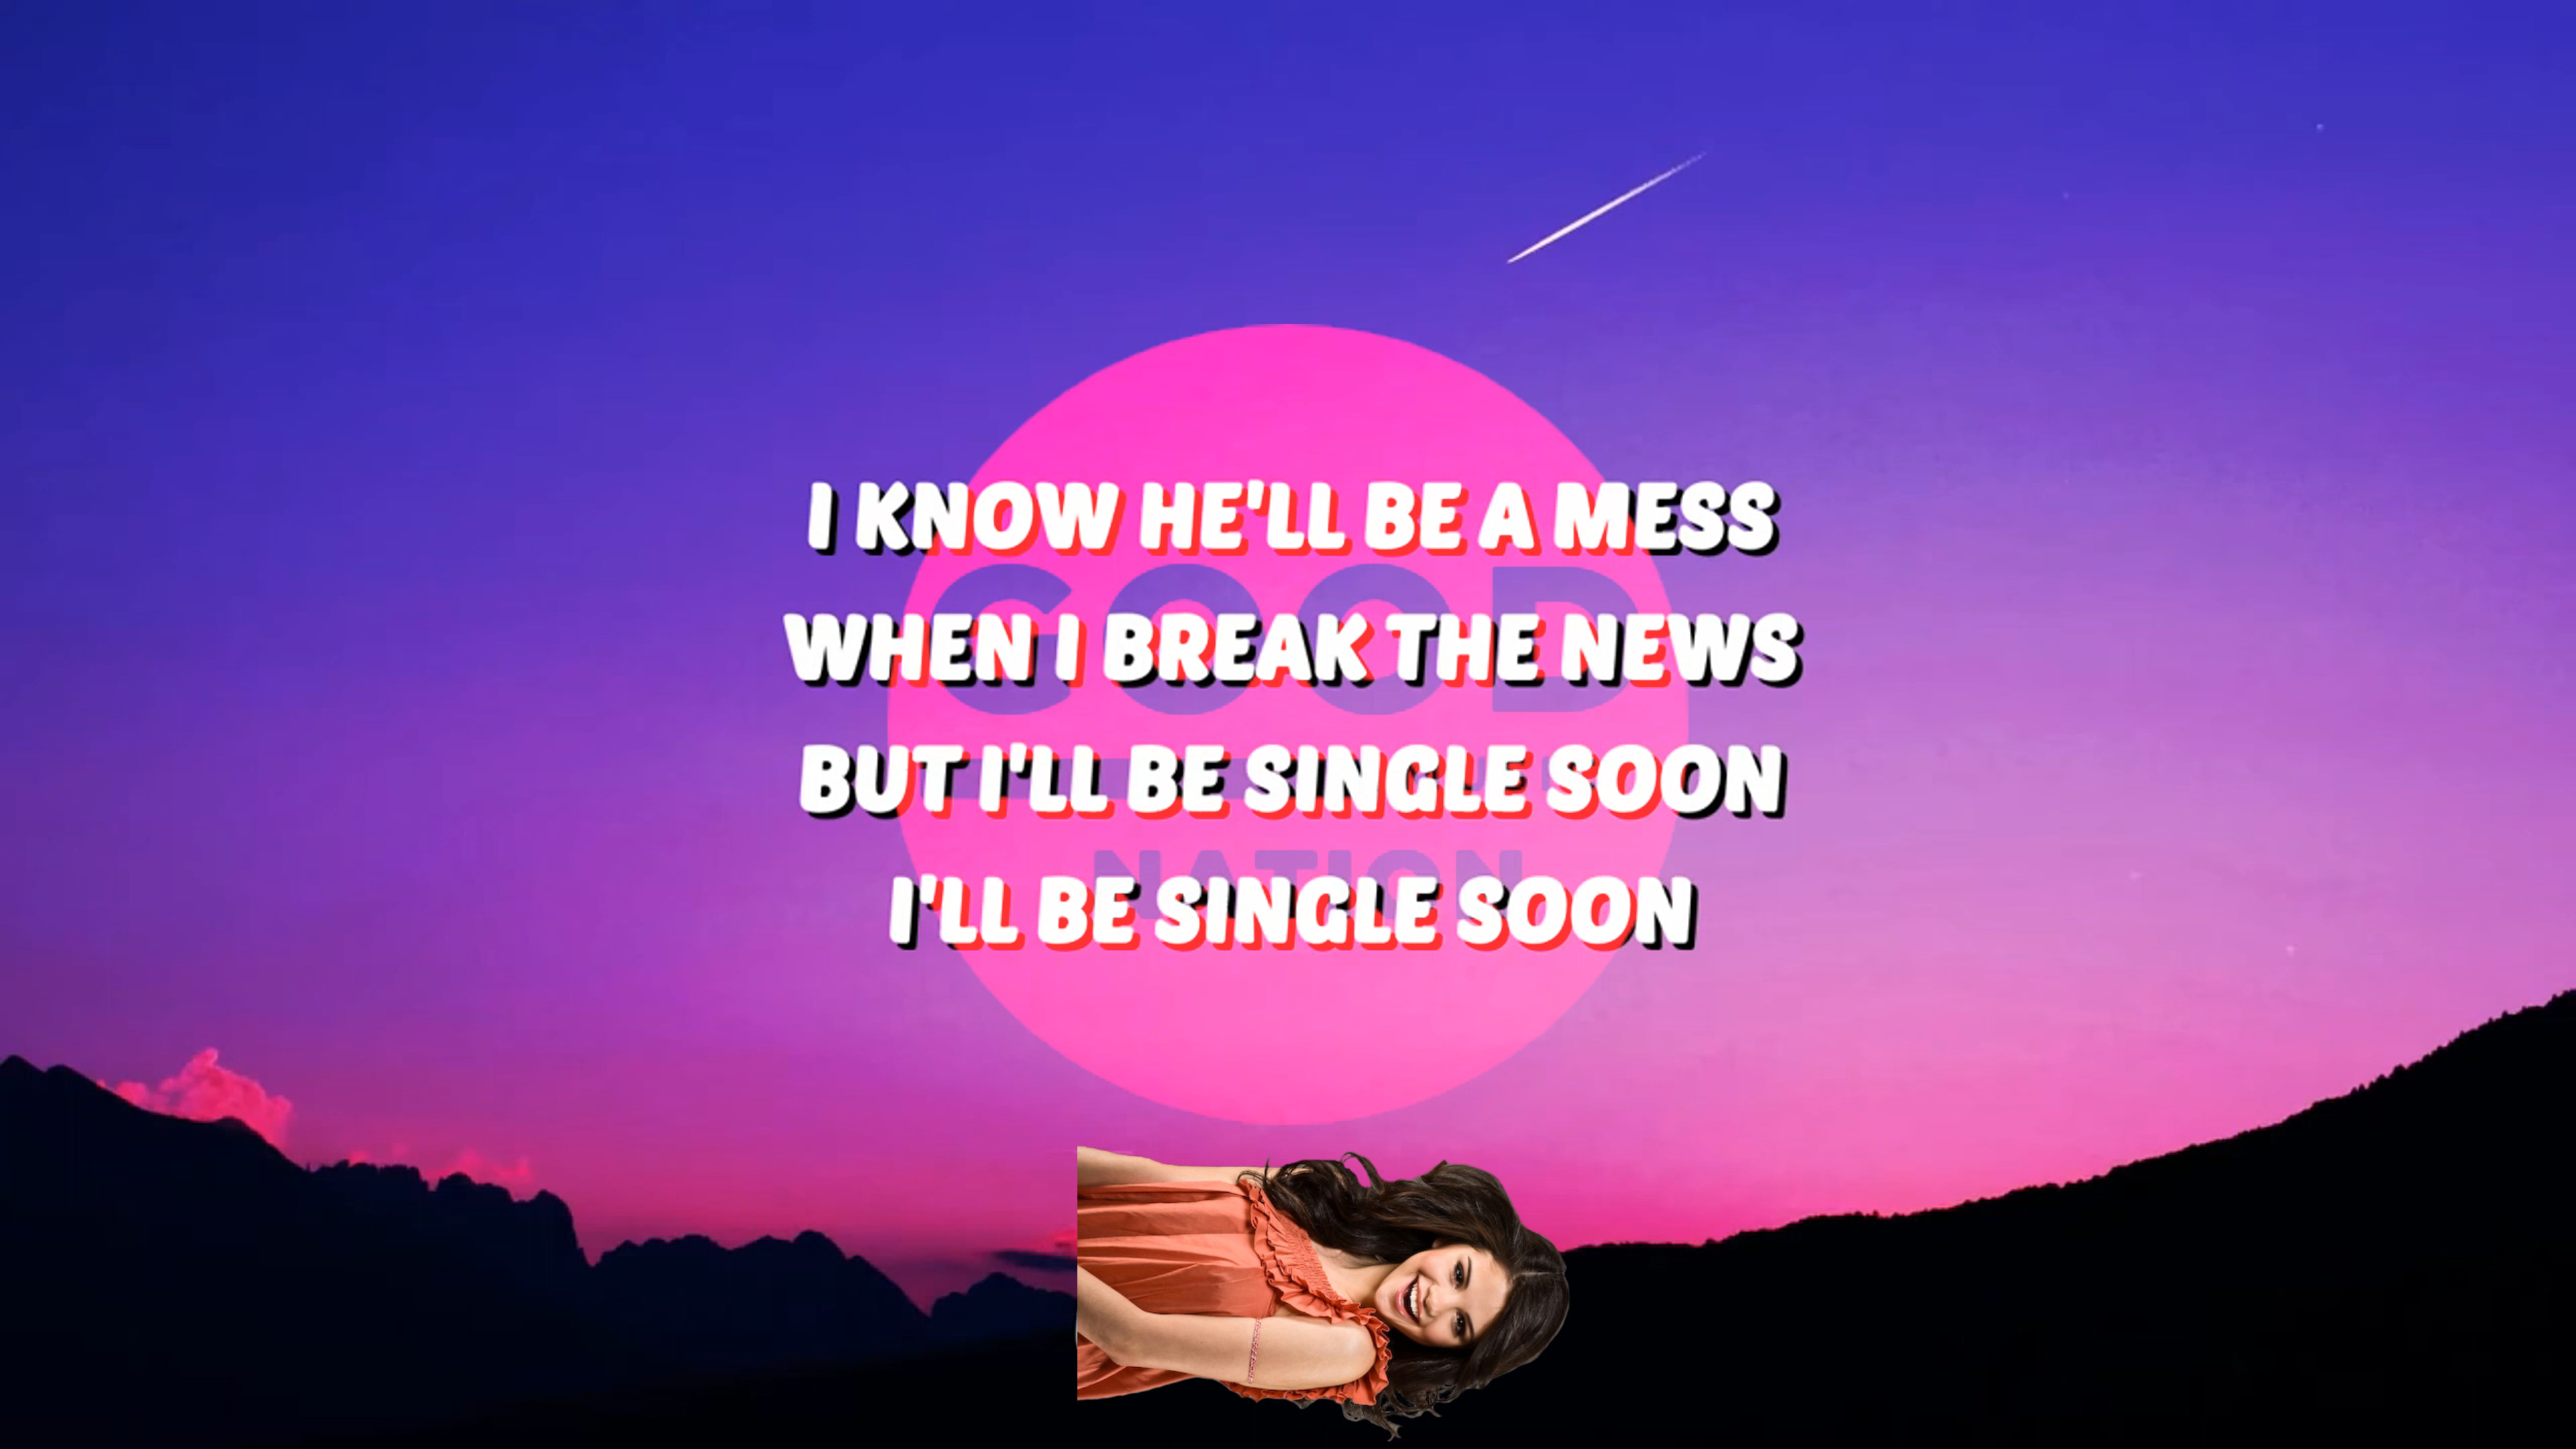 I KNOW HE'LL BE A MESS
GOOD
WHEN I BREAK THE NEWS
BUT I'LL BE SINGLE SOON
NATION
I'LL BE SINGLE SOON